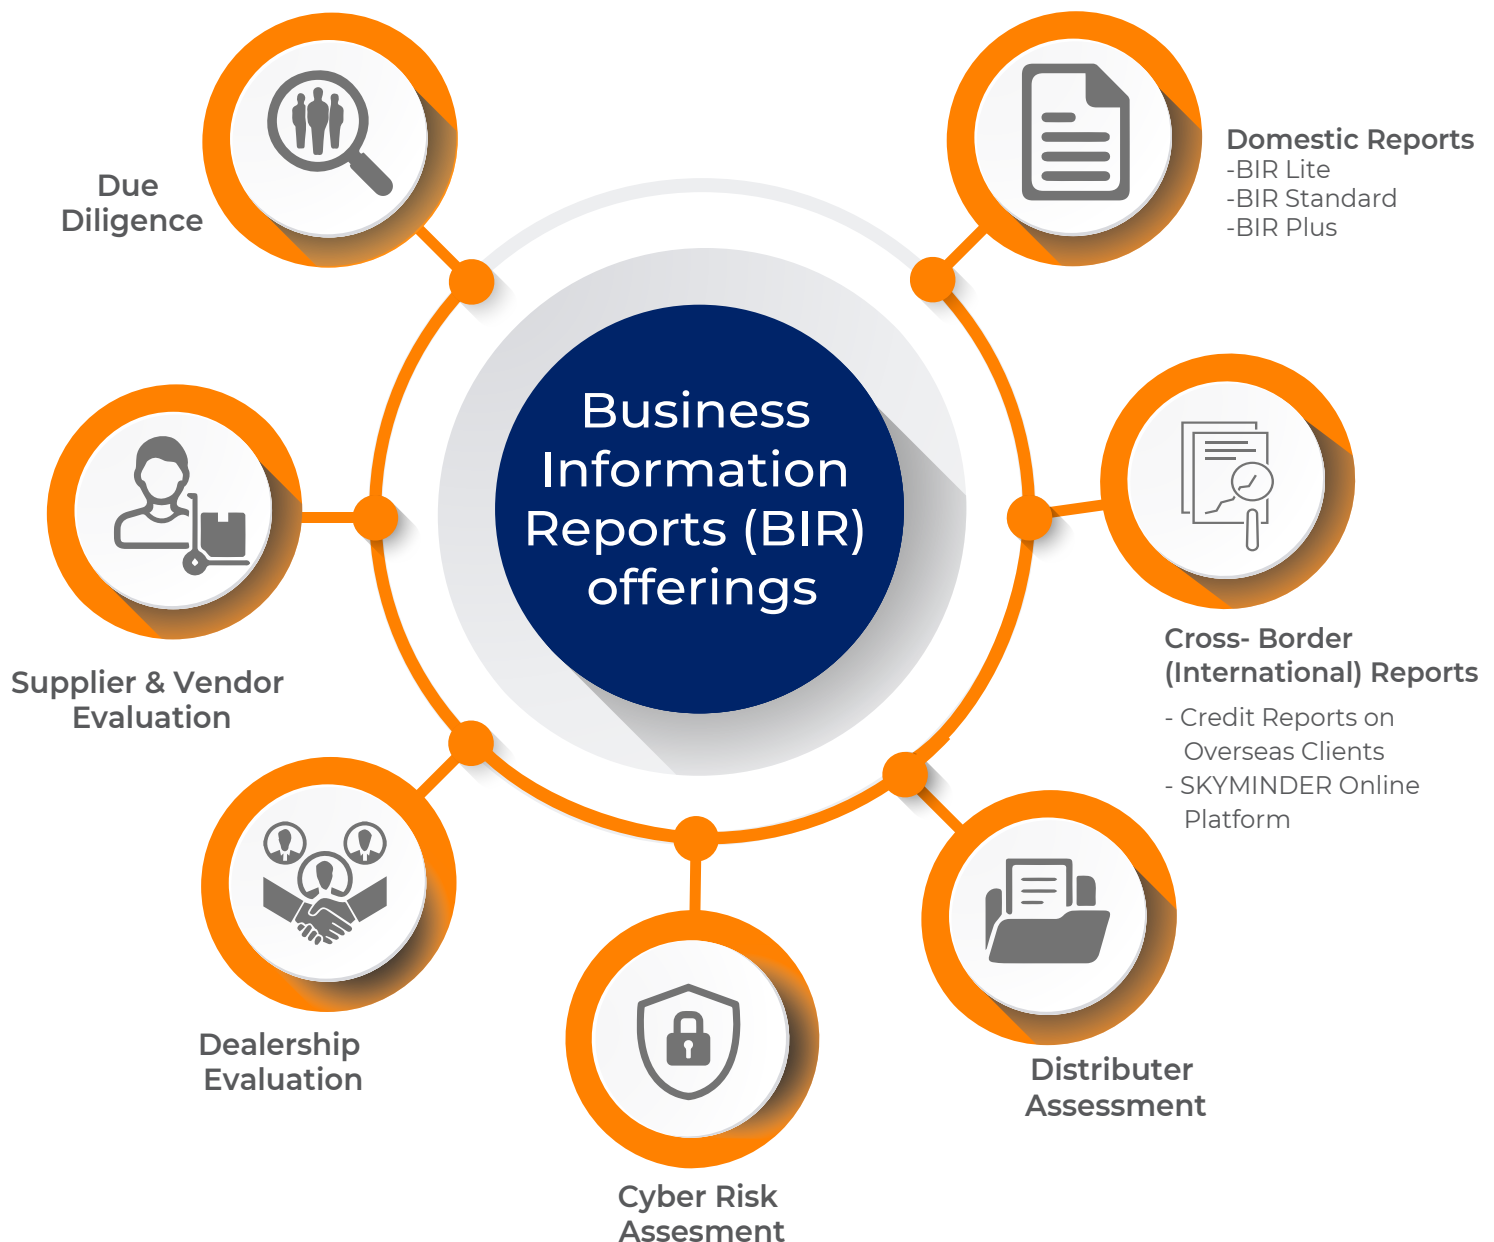 Business
Information
Reports (BIR)
offerings
Domestic Reports
-BIR Lite
-BIR Standard
-BIR Plus
Cross- Border
(International) Reports
- Credit Reports on
Overseas Clients
- SKYMINDER Online
Platform
Distributer
Assessment
Cyber Risk
Assesment
Dealership
Evaluation
Supplier & Vendor
Evaluation
Due
Diligence